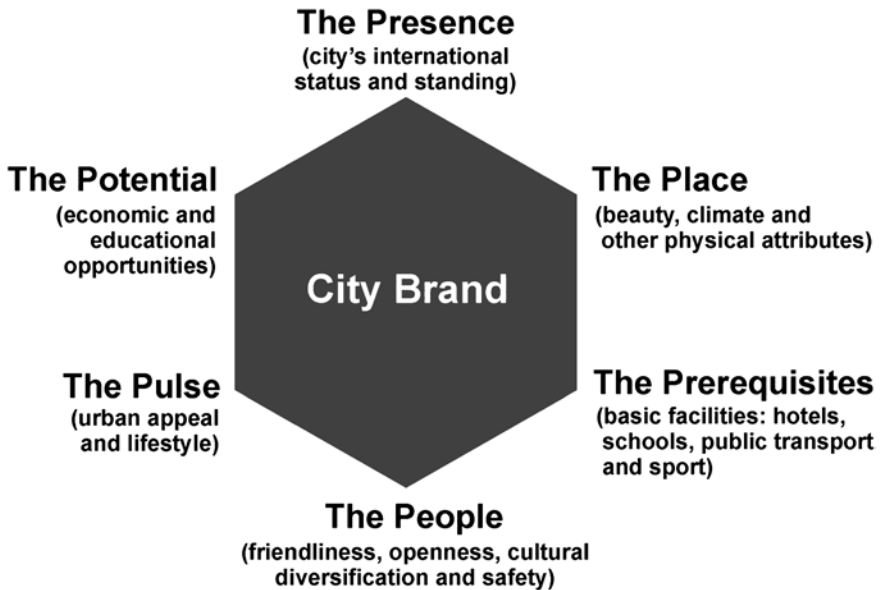 The Presence
(city's international
status and standing)
The Potential
(economic and
educational
opportunities)
The Place
(beauty, climate and
other physical attributes)
City Brand
The Pulse
(urban appeal
and lifestyle)
The Prerequisites
(basic facilities: hotels,
schools, public transport
and sport)
The People
(friendliness, openness, cultural
diversification and safety)